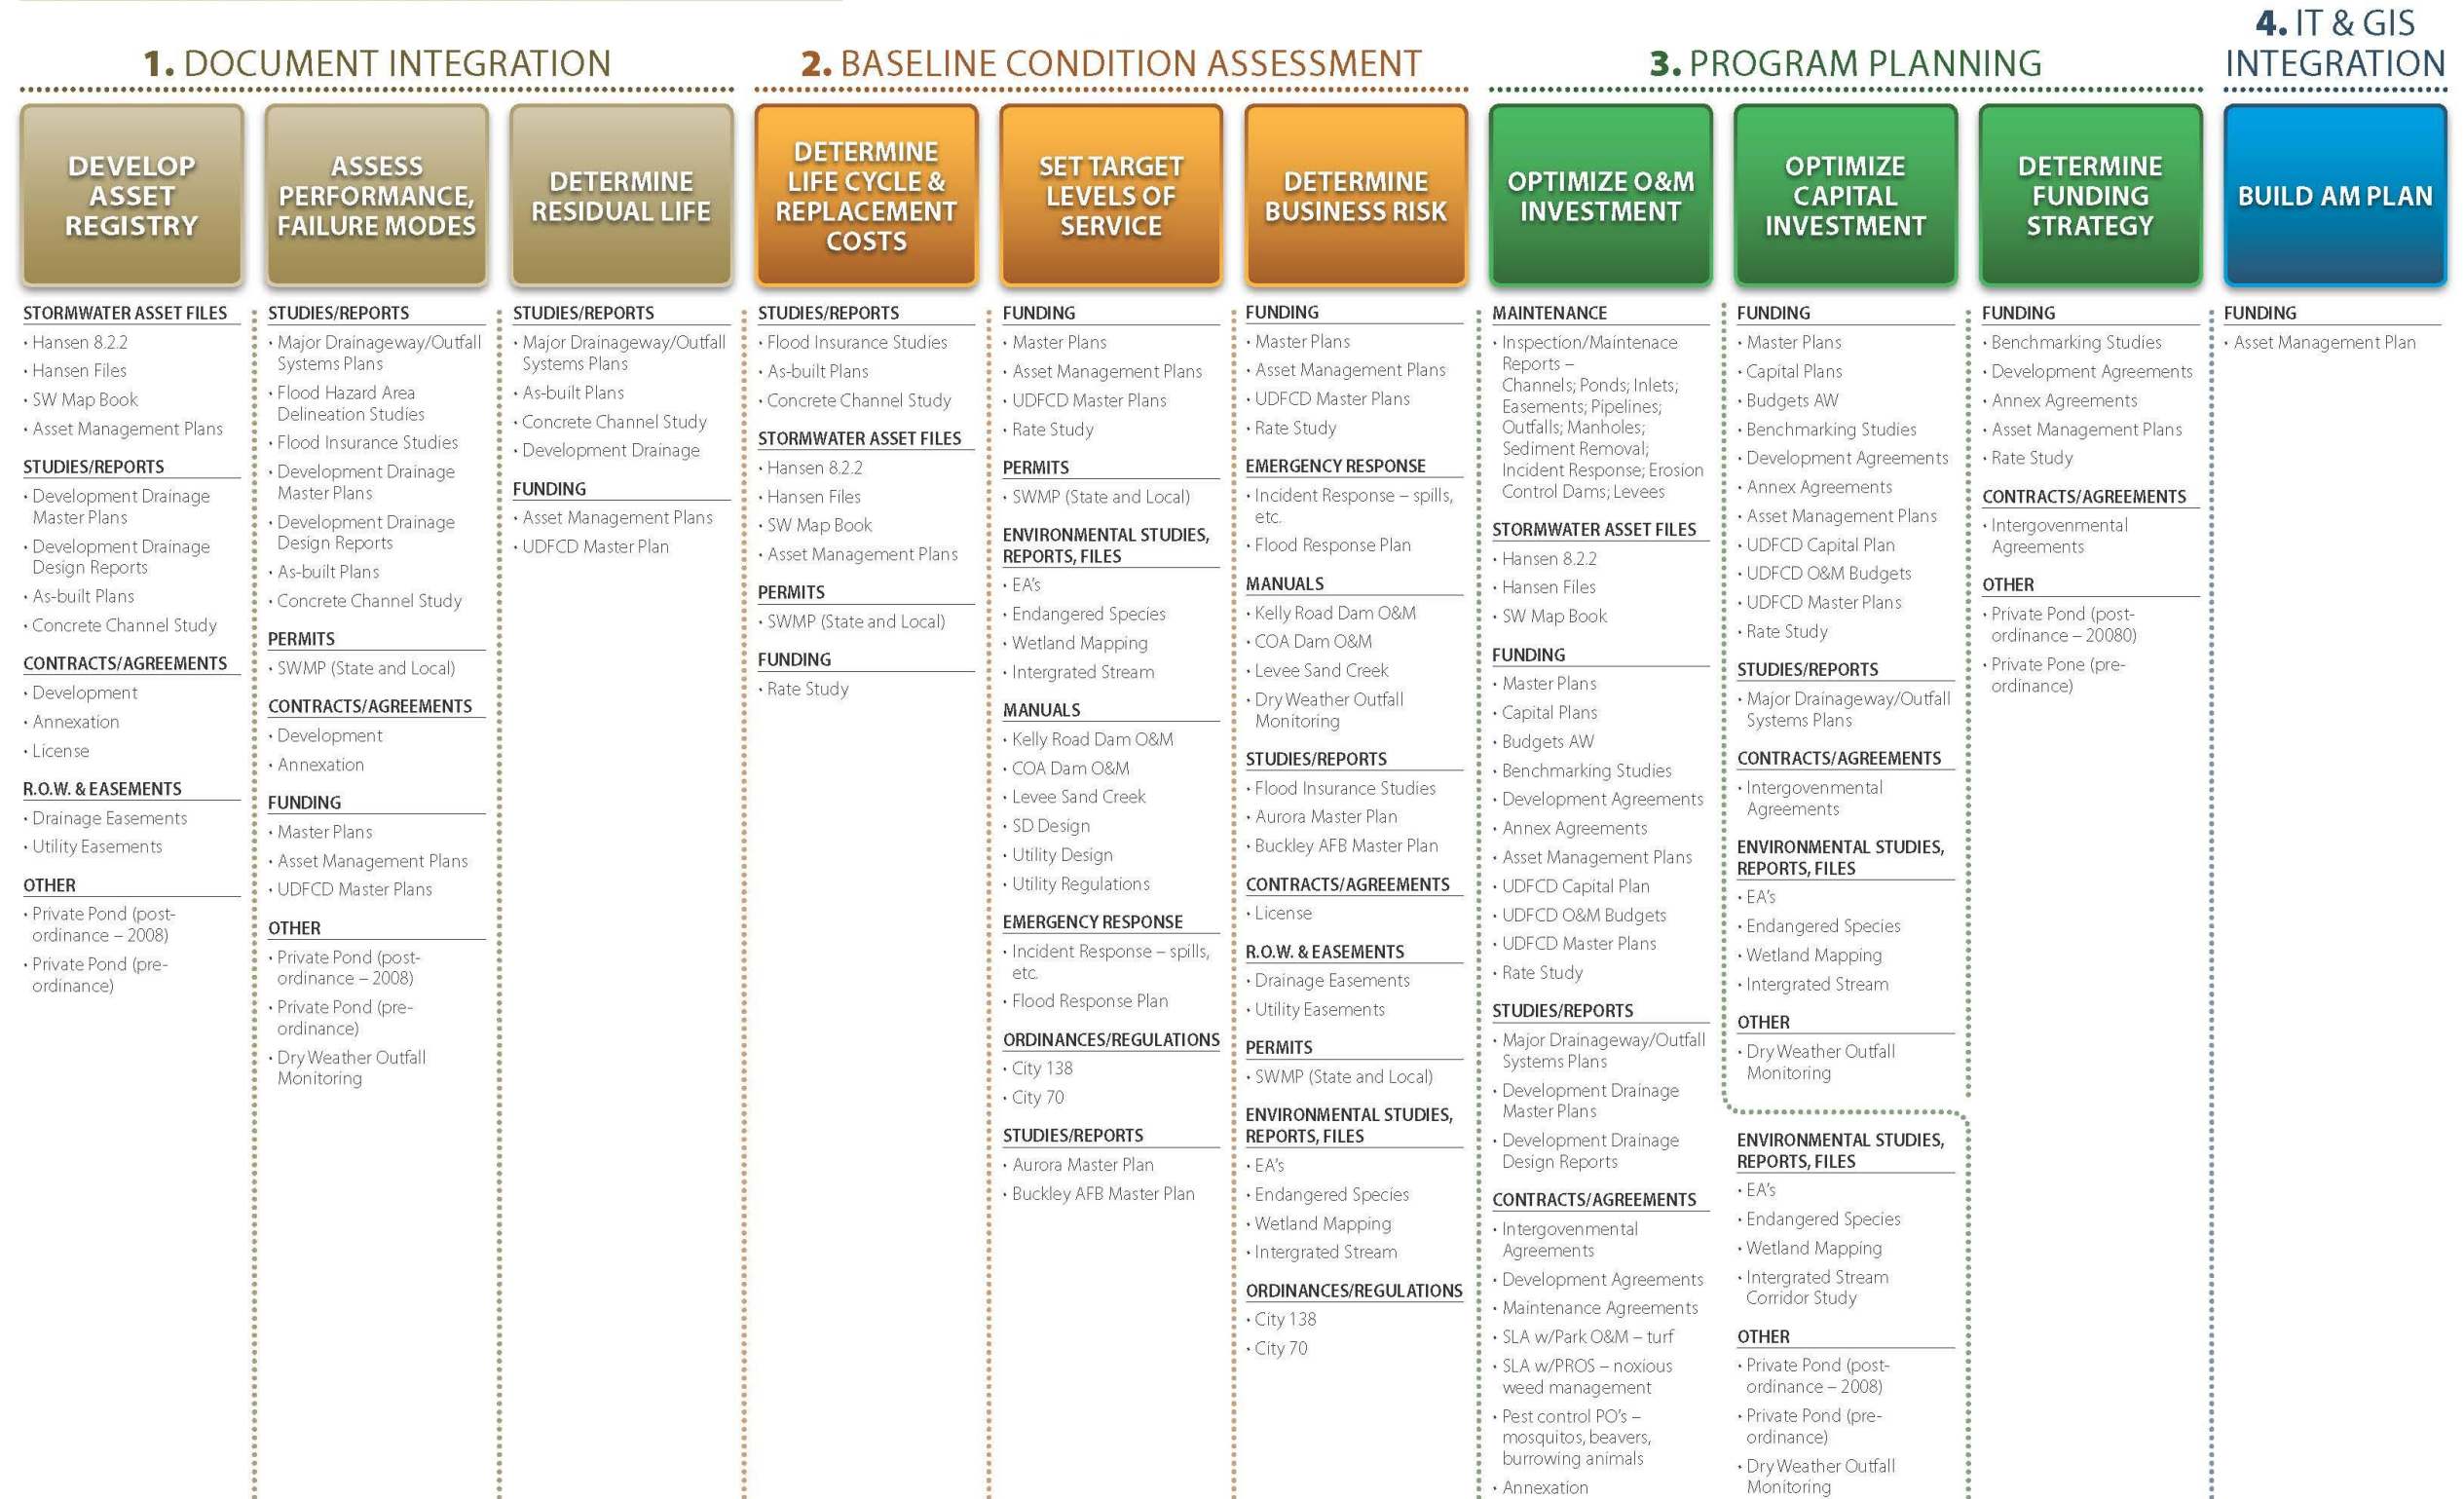 1. DOCUMENT INTEGRATION
2. BASELINE CONDITION ASSESSMENT
3. PROGRAM PLANNING
4. IT & GIS
INTEGRATION
DEVELOP
ASSET
REGISTRY
STORMWATER ASSET FILES
• Hansen 8.2.2
• Hansen Files
• SW Map Book
• Asset Management Plans
STUDIES/REPORTS
• Development Drainage
Master Plans
• Development Drainage
Design Reports
• As-built Plans
• Concrete Channel Study
CONTRACTS/AGREEMENTS
• Development
• Annexation
• License
R.O.W. & EASEMENTS
• Drainage Easements
• Utility Easements
OTHER
• Private Pond (post-
ordinance – 2008)
• Private Pond (pre-
ordinance)
ASSESS
PERFORMANCE,
FAILURE MODES
STUDIES/REPORTS
• Major Drainageway/Outfall
Systems Plans
• Flood Hazard Area
Delineation Studies
• Flood Insurance Studies
• Development Drainage
Master Plans
• Development Drainage
Design Reports
• As-built Plans
• Concrete Channel Study
PERMITS
• SWMP (State and Local)
CONTRACTS/AGREEMENTS
• Development
• Annexation
FUNDING
• Master Plans
• Asset Management Plans
• UDFCD Master Plans
OTHER
• Private Pond (post-
ordinance – 2008)
• Private Pond (pre-
ordinance)
• Dry Weather Outfall
Monitoring
DETERMINE
RESIDUAL LIFE
STUDIES/REPORTS
• Major Drainageway/Outfall
Systems Plans
• As-built Plans
• Concrete Channel Study
• Development Drainage
FUNDING
• Asset Management Plans
• UDFCD Master Plan
DETERMINE
LIFE CYCLE &
REPLACEMENT
COSTS
STUDIES/REPORTS
• Flood Insurance Studies
• As-built Plans
• Concrete Channel Study
STORMWATER ASSET FILES
• Hansen 8.2.2
• Hansen Files
• SW Map Book
• Asset Management Plans
PERMITS
• SWMP (State and Local)
FUNDING
• Rate Study
SET TARGET
LEVELS OF
SERVICE
FUNDING
• Master Plans
• Asset Management Plans
• UDFCD Master Plans
• Rate Study
PERMITS
• SWMP (State and Local)
ENVIRONMENTAL STUDIES,
REPORTS, FILES
• EA's
• Endangered Species
• Wetland Mapping
• Intergrated Stream
MANUALS
• Kelly Road Dam O&M
• COA Dam O&M
• Levee Sand Creek
• SD Design
• Utility Design
• Utility Regulations
EMERGENCY RESPONSE
• Incident Response – spills,
etc.
• Flood Response Plan
ORDINANCES/REGULATIONS
• City 138
• City 70
STUDIES/REPORTS
• Aurora Master Plan
• Buckley AFB Master Plan
DETERMINE
BUSINESS RISK
FUNDING
• Master Plans
• Asset Management Plans
• UDFCD Master Plans
• Rate Study
EMERGENCY RESPONSE
• Incident Response – spills,
etc.
• Flood Response Plan
MANUALS
• Kelly Road Dam O&M
• COA Dam O&M
• Levee Sand Creek
• Dry Weather Outfall
Monitoring
STUDIES/REPORTS
• Flood Insurance Studies
• Aurora Master Plan
• Buckley AFB Master Plan
CONTRACTS/AGREEMENTS
• License
R.O.W. & EASEMENTS
• Drainage Easements
• Utility Easements
PERMITS
• SWMP (State and Local)
ENVIRONMENTAL STUDIES,
REPORTS, FILES
• EA's
• Endangered Species
• Wetland Mapping
• Intergrated Stream
ORDINANCES/REGULATIONS
• City 138
• City 70
OPTIMIZE O&M
INVESTMENT
MAINTENANCE
• Inspection/Maintenace
Reports –
Channels; Ponds; Inlets;
Easements; Pipelines;
Outfalls; Manholes;
Sediment Removal;
Incident Response; Erosion
Control Dams; Levees
STORMWATER ASSET FILES
• Hansen 8.2.2
• Hansen Files
• SW Map Book
FUNDING
• Master Plans
• Capital Plans
• Budgets AW
• Benchmarking Studies
• Development Agreements
• Annex Agreements
• Asset Management Plans
• UDFCD Capital Plan
• UDFCD O&M Budgets
• UDFCD Master Plans
• Rate Study
STUDIES/REPORTS
• Major Drainageway/Outfall
Systems Plans
• Development Drainage
Master Plans
• Development Drainage
Design Reports
CONTRACTS/AGREEMENTS
• Intergovenmental
Agreements
• Development Agreements
• Maintenance Agreements
• SLA w/Park O&M – turf
• SLA w/PROS – noxious
weed management
• Pest control PO's –
mosquitos, beavers,
burrowing animals
• Annexation
OPTIMIZE
CAPITAL
INVESTMENT
FUNDING
• Master Plans
• Capital Plans
• Budgets AW
• Benchmarking Studies
• Development Agreements
• Annex Agreements
• Asset Management Plans
• UDFCD Capital Plan
• UDFCD O&M Budgets
• UDFCD Master Plans
• Rate Study
STUDIES/REPORTS
• Major Drainageway/Outfall
Systems Plans
CONTRACTS/AGREEMENTS
• Intergovenmental
Agreements
ENVIRONMENTAL STUDIES,
REPORTS, FILES
• EA's
• Endangered Species
• Wetland Mapping
• Intergrated Stream
OTHER
• Dry Weather Outfall
Monitoring
ENVIRONMENTAL STUDIES,
REPORTS, FILES
• EA's
• Endangered Species
• Wetland Mapping
• Intergrated Stream
Corridor Study
OTHER
• Private Pond (post-
ordinance – 2008)
• Private Pond (pre-
ordinance)
• Dry Weather Outfall
Monitoring
DETERMINE
FUNDING
STRATEGY
FUNDING
• Benchmarking Studies
• Development Agreements
• Annex Agreements
• Asset Management Plans
• Rate Study
CONTRACTS/AGREEMENTS
• Intergovenmental
Agreements
OTHER
• Private Pond (post-
ordinance – 20080)
• Private Pone (pre-
ordinance)
BUILD AM PLAN
FUNDING
• Asset Management Plan